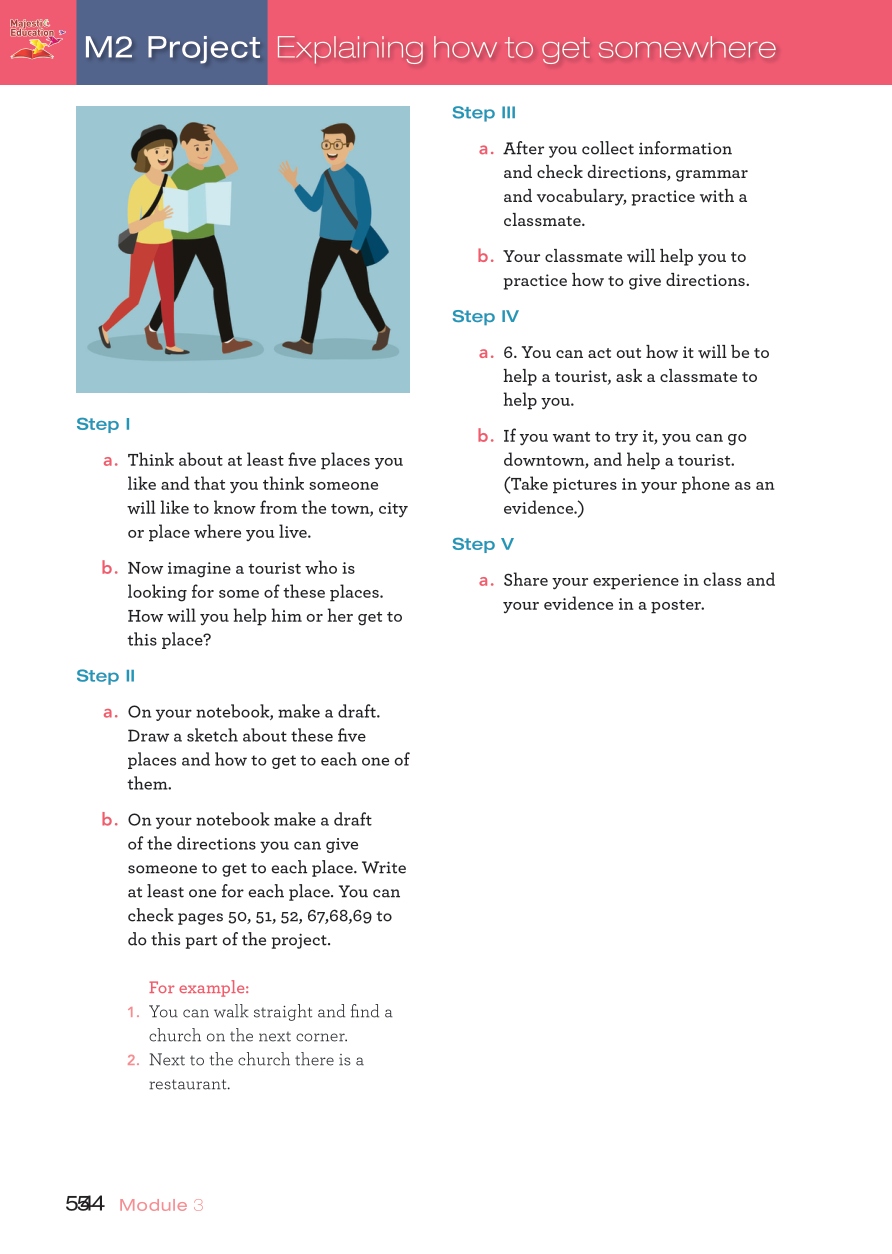 Majestic
Education
M2 Project Explaining how to get somewhere
Step I
a. Think about at least five places you
like and that you think someone
will like to know from the town, city
or place where you live.
b. Now imagine a tourist who is
looking for some of these places.
How will you help him or her get to
this place?
Step II
a. On your notebook, make a draft.
Draw a sketch about these five
places and how to get to each one of
them.
b. On your notebook make a draft
of the directions you can give
someone to get to each place. Write
at least one for each place. You can
check pages 50, 51, 52, 67,68,69 to
do this part of the project.
For example:
1. You can walk straight and find a
church on the next corner.
2. Next to the church there is a
restaurant.
Step III
a. After you collect information
and check directions, grammar
and vocabulary, practice with a
classmate.
b. Your classmate will help you to
practice how to give directions.
Step IV
a. 6. You can act out how it will be to
help a tourist, ask a classmate to
help you.
b. If you want to try it, you can go
downtown, and help a tourist.
(Take pictures in your phone as an
evidence.)
Step V
a. Share your experience in class and
your evidence in a poster.
Module 3